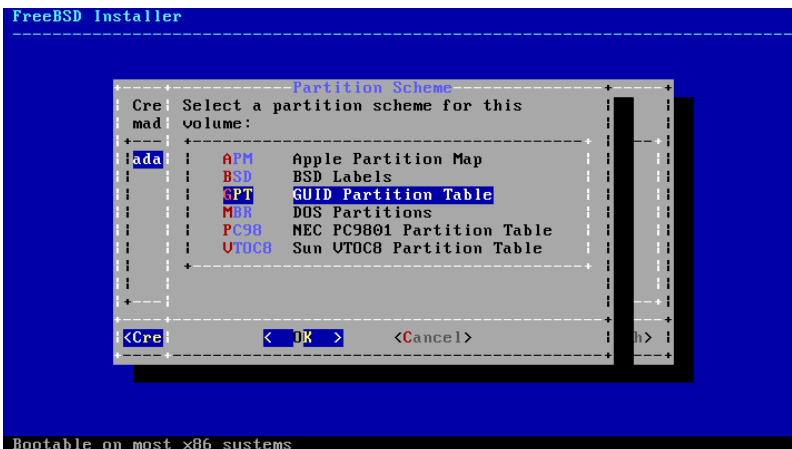 FreeBSD Installer
Partition Scheme
Cre Select a partition scheme for this
mad volume:
ada APM Apple Partition Map
BSD BSD Labels
GPT GUID Partition Table
MBR DOS Partitions
PC98 NEC PC9801 Partition Table
VTOC8 Sun VTOC8 Partition Table
<Cre < OK > <Cancel> h>
Bootable on most x86 systems